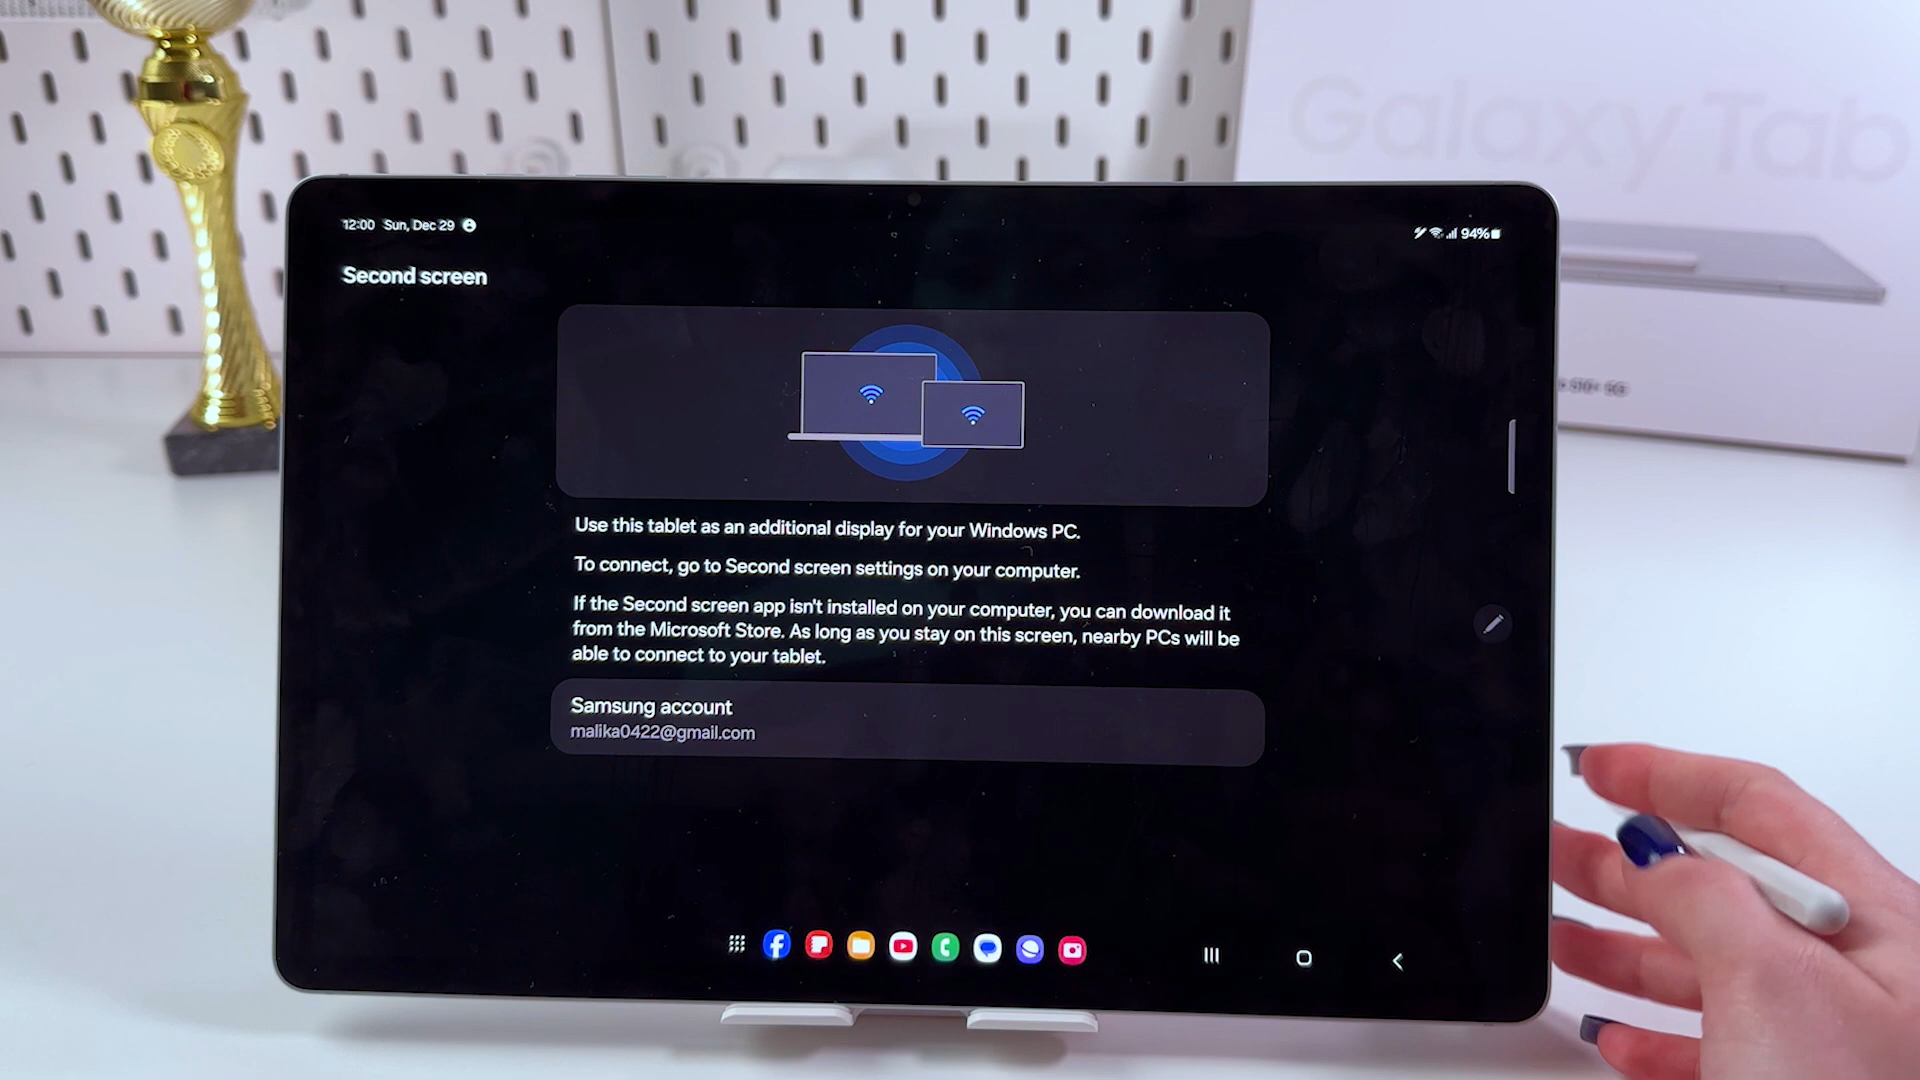 Galaxy Tab
12:00 Sun, Dec 29
94%
Second screen
Use this tablet as an additional display for your Windows PC.
To connect, go to Second screen settings on your computer.
If the Second screen app isn't installed on your computer, you can download it
from the Microsoft Store. As long as you stay on this screen, nearby PCs will be
able to connect to your tablet.
Samsung account
malika0422@gmail.com